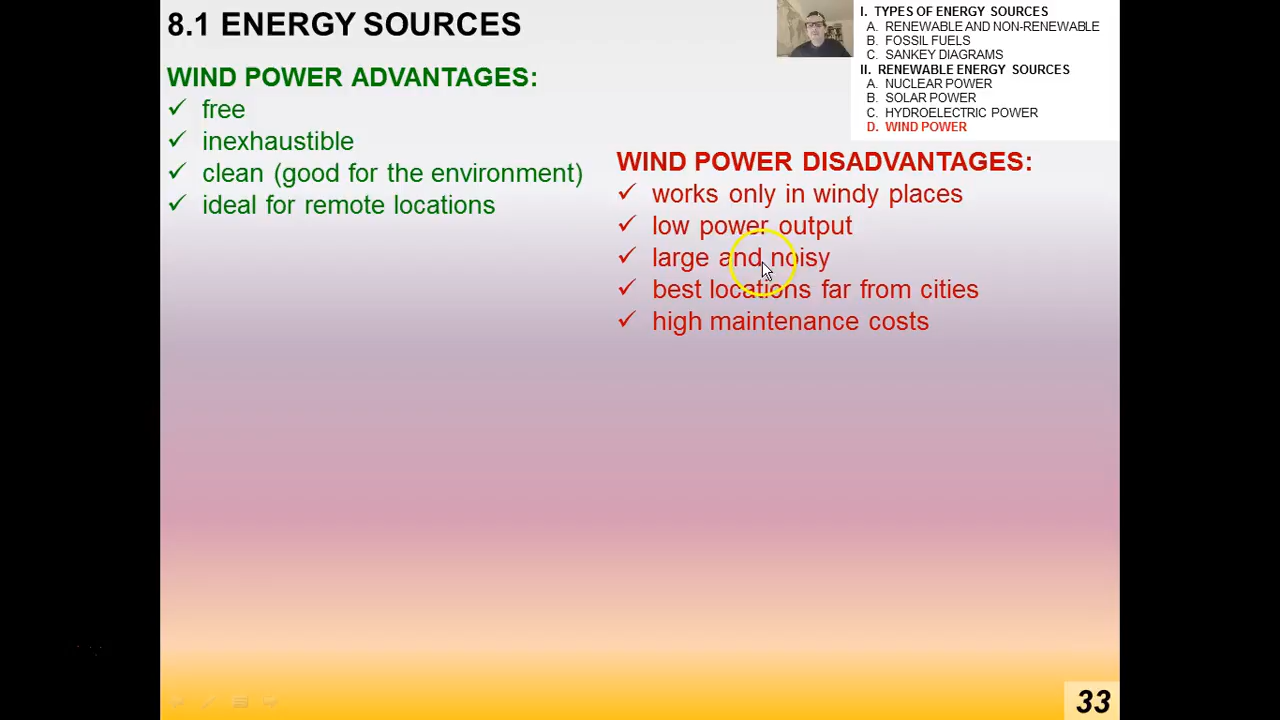 8.1 ENERGY SOURCES
WIND POWER ADVANTAGES:
✓ free
✓ inexhaustible
✓ clean (good for the environment)
✓ ideal for remote locations
I. TYPES OF ENERGY SOURCES
A. RENEWABLE AND NON-RENEWABLE
B. FOSSIL FUELS
C. SANKEY DIAGRAMS
II. RENEWABLE ENERGY SOURCES
A. NUCLEAR POWER
B. SOLAR POWER
C. HYDROELECTRIC POWER
D. WIND POWER
WIND POWER DISADVANTAGES:
✓ works only in windy places
✓ low power output
✓ large and noisy
✓ best locations far from cities
✓ high maintenance costs
33